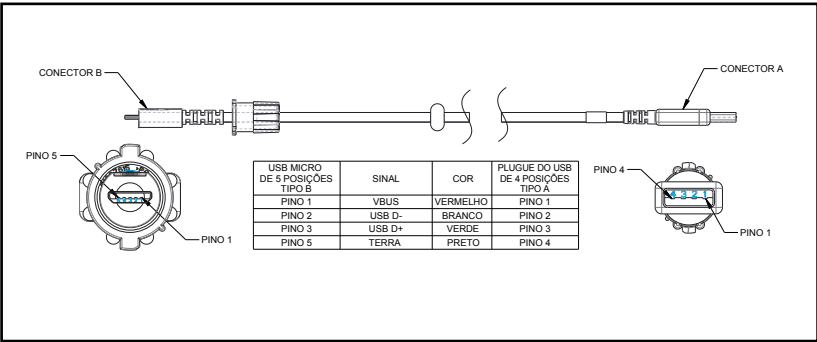 CONECTOR B
CONECTOR A
PINO 5
PINO 1
USB MICRO DE 5 POSIÇÕES TIPO B | SINAL | COR | PLUGUE DO USB DE 4 POSIÇÕES TIPO A
PINO 1 | VBUS | VERMELHO | PINO 1
PINO 2 | USB D- | BRANCO | PINO 2
PINO 3 | USB D+ | VERDE | PINO 3
PINO 5 | TERRA | PRETO | PINO 4
PINO 4
4 3 2 1
PINO 1